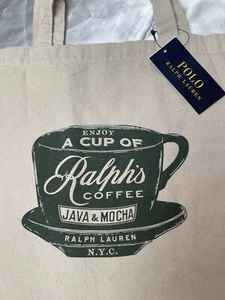 POLO
RALPH LAUREN
ENJOY
A CUP OF
Ralph's
COFFEE
JAVA & MOCHA
RALPH LAUREN
N.Y.C.